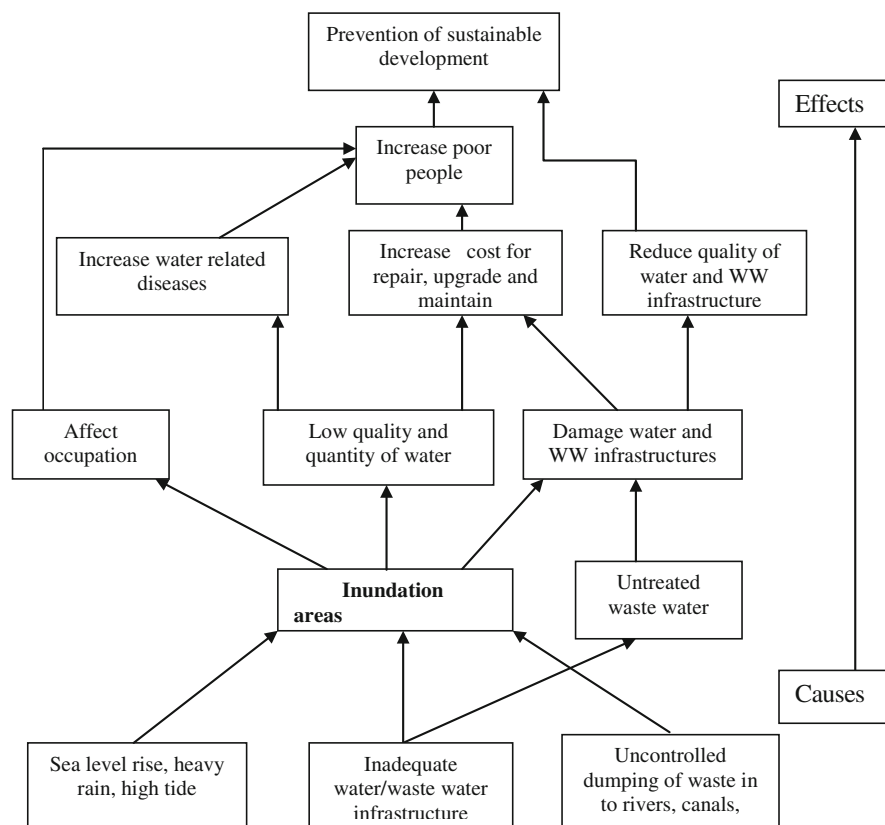 Prevention of sustainable
development
Effects
Increase poor
people
Increase water related
diseases
Increase cost for
repair, upgrade and
maintain
Reduce quality of
water and WW
infrastructure
Affect
occupation
Low quality and
quantity of water
Damage water and
WW infrastructures
Inundation
areas
Untreated
waste water
Causes
Sea level rise, heavy
rain, high tide
Inadequate
water/waste water
infrastructure
Uncontrolled
dumping of waste in
to rivers, canals,